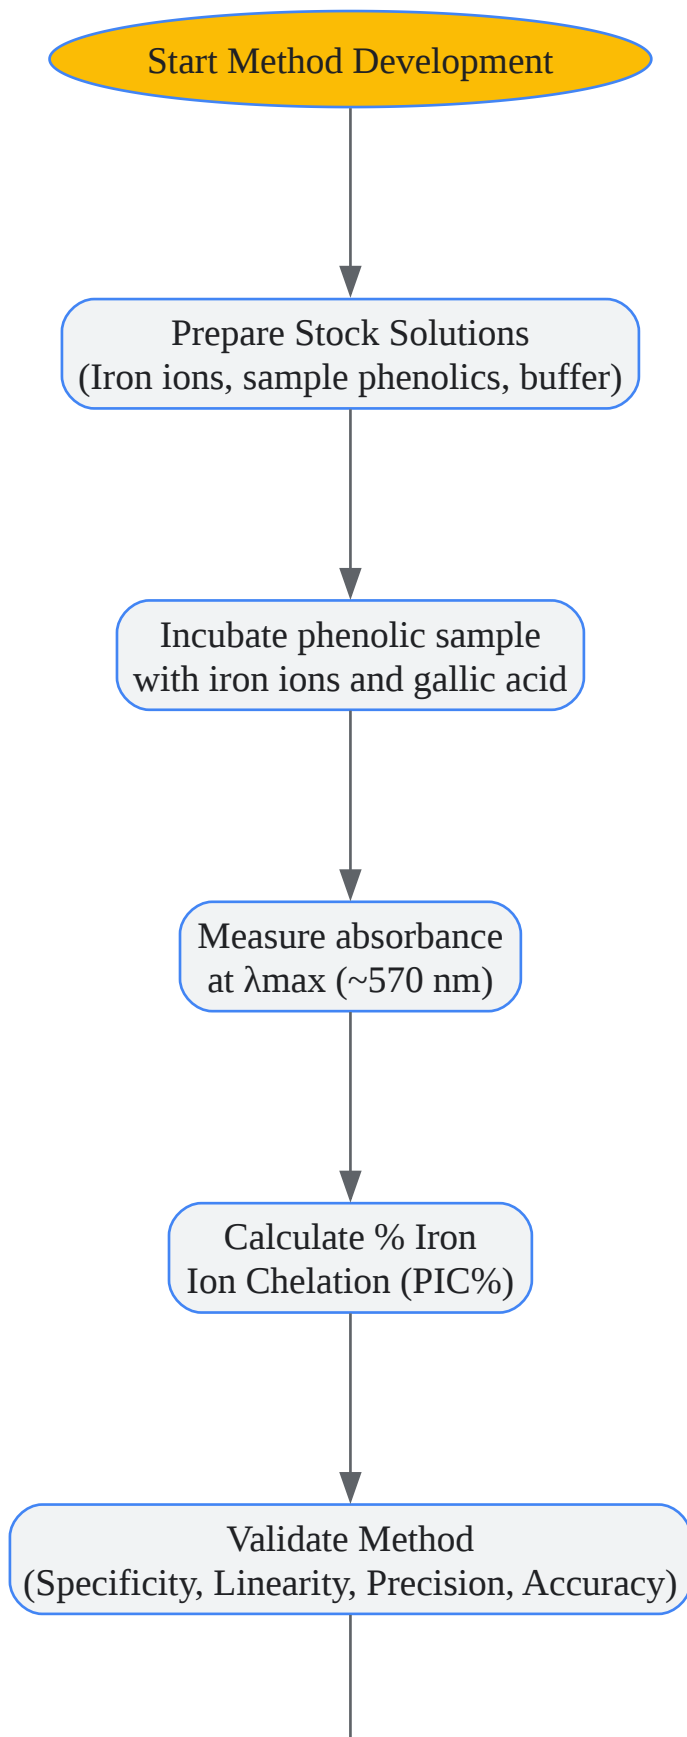 Start Method Development
Prepare Stock Solutions
(Iron ions, sample phenolics, buffer)
Incubate phenolic sample
with iron ions and gallic acid
Measure absorbance
at λmax (~570 nm)
Calculate % Iron
Ion Chelation (PIC%)
Validate Method
(Specificity, Linearity, Precision, Accuracy)